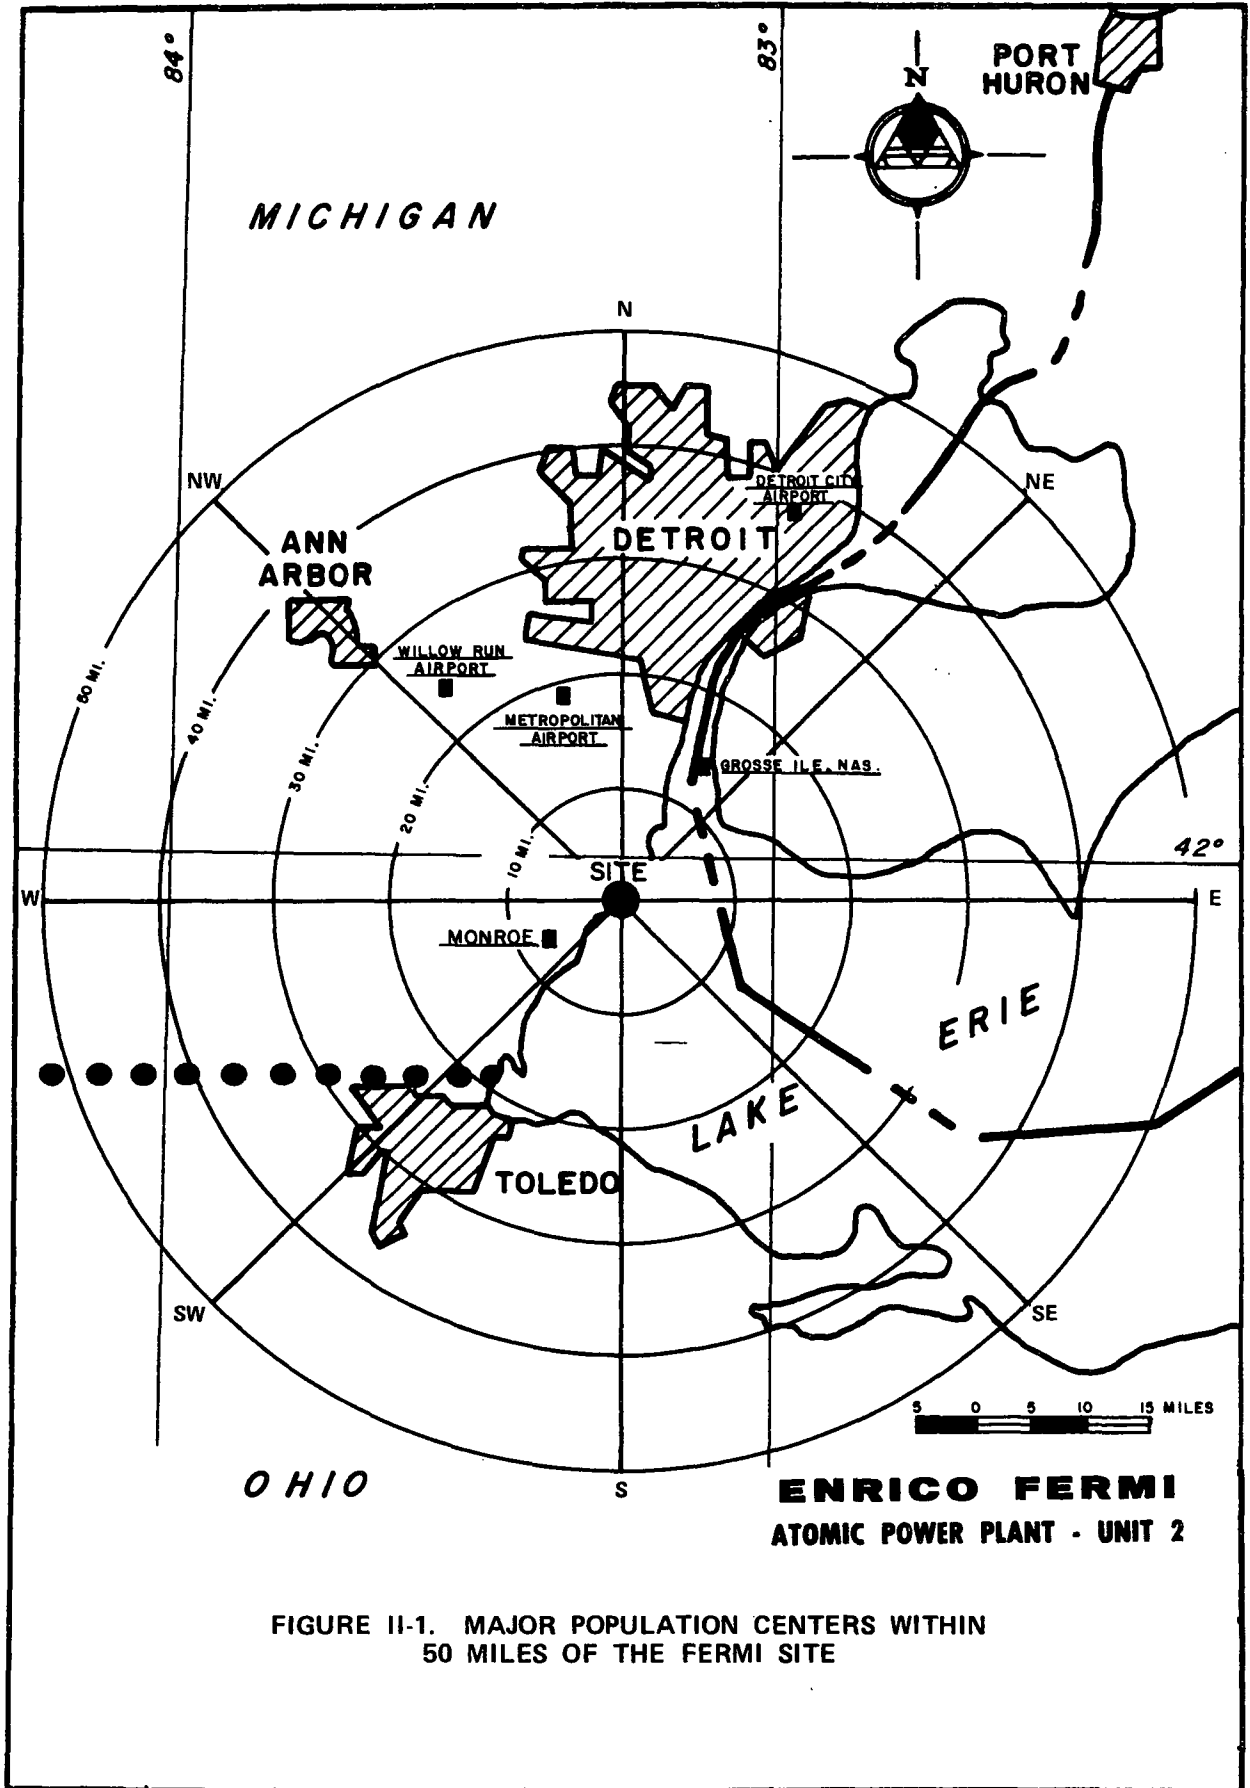 84°
83°
PORT
HURON
N
MICHIGAN
N
NW
NE
DETROIT CITY
AIRPORT
ANN
ARBOR
DETROIT
WILLOW RUN
AIRPORT
METROPOLITAN
AIRPORT
GROSSE ILE. NAS.
50 MI.
40 MI.
30 MI.
20 MI.
10 MI.
42°
SITE
W
E
MONROE
ERIE
LAKE
TOLEDO
SW
SE
5 0 5 10 15 MILES
OHIO
S
ENRICO FERMI
ATOMIC POWER PLANT - UNIT 2
FIGURE II-1. MAJOR POPULATION CENTERS WITHIN
50 MILES OF THE FERMI SITE